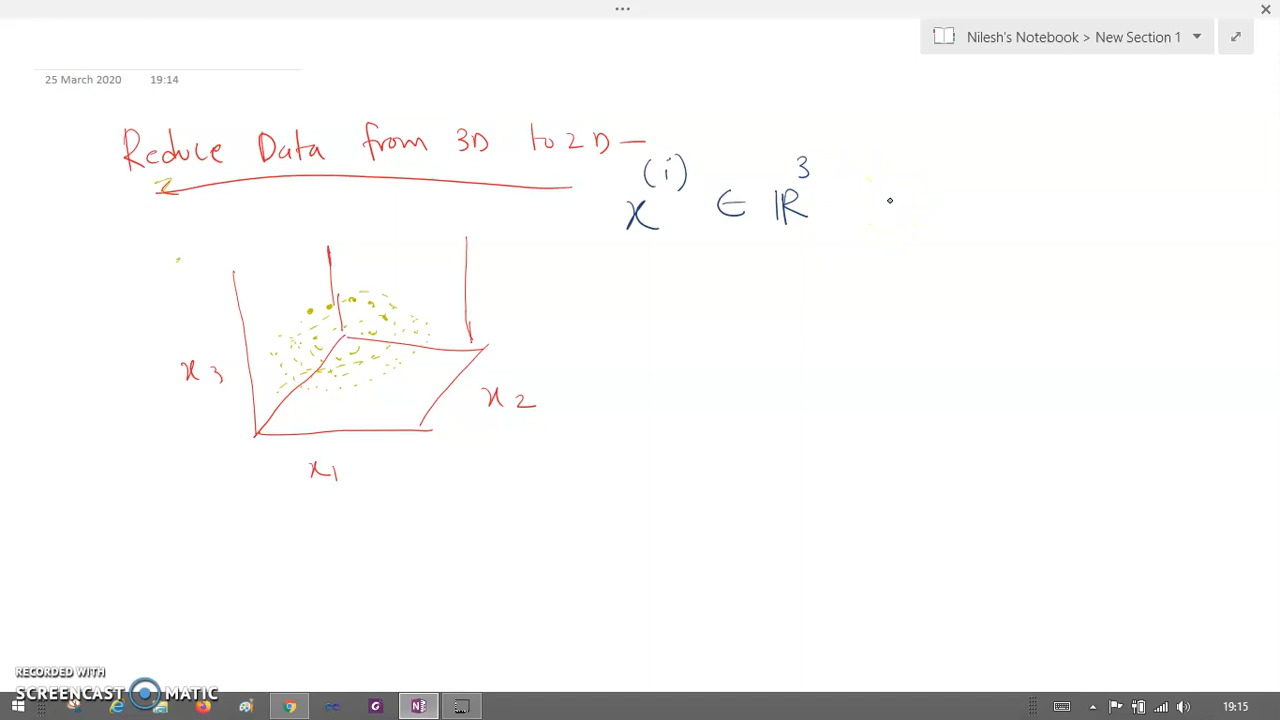 Nilesh's Notebook > New Section 1
25 March 2020 19:14
Reduce Data from 3D to 2D —
x^(i) ∈ ℝ^3
x3
x2
x1
RECORDED WITH
SCREENCAST MATIC
19:15